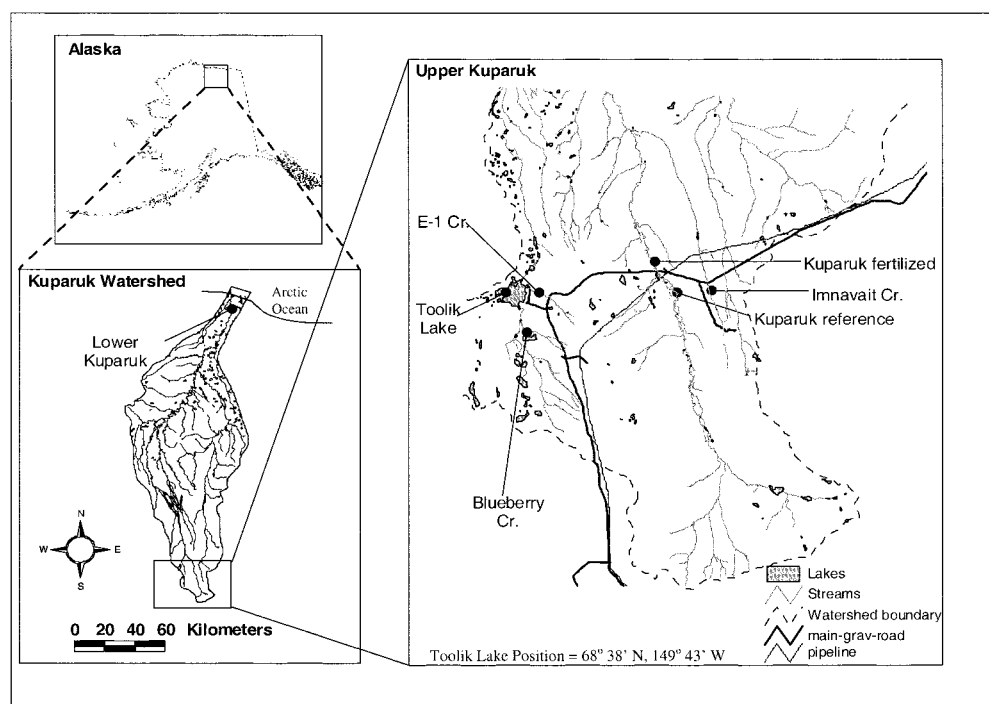 Alaska
Kuparuk Watershed
Arctic
Ocean
Lower
Kuparuk
N
W
E
S
0 20 40 60 Kilometers
Upper Kuparuk
E-1 Cr.
Toolik
Lake
Kuparuk fertilized
Imnavait Cr.
Kuparuk reference
Blueberry
Cr.
Lakes
Streams
Watershed boundary
main-grav-road
pipeline
Toolik Lake Position = 68° 38' N, 149° 43' W